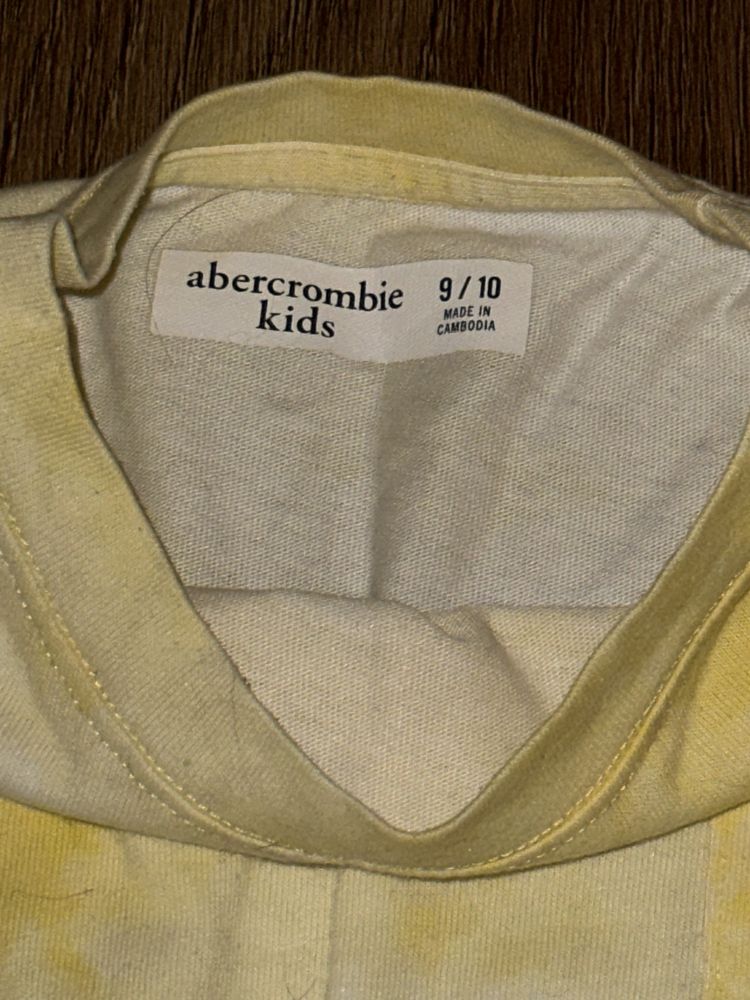 abercrombie
kids
9 / 10
MADE IN
CAMBODIA